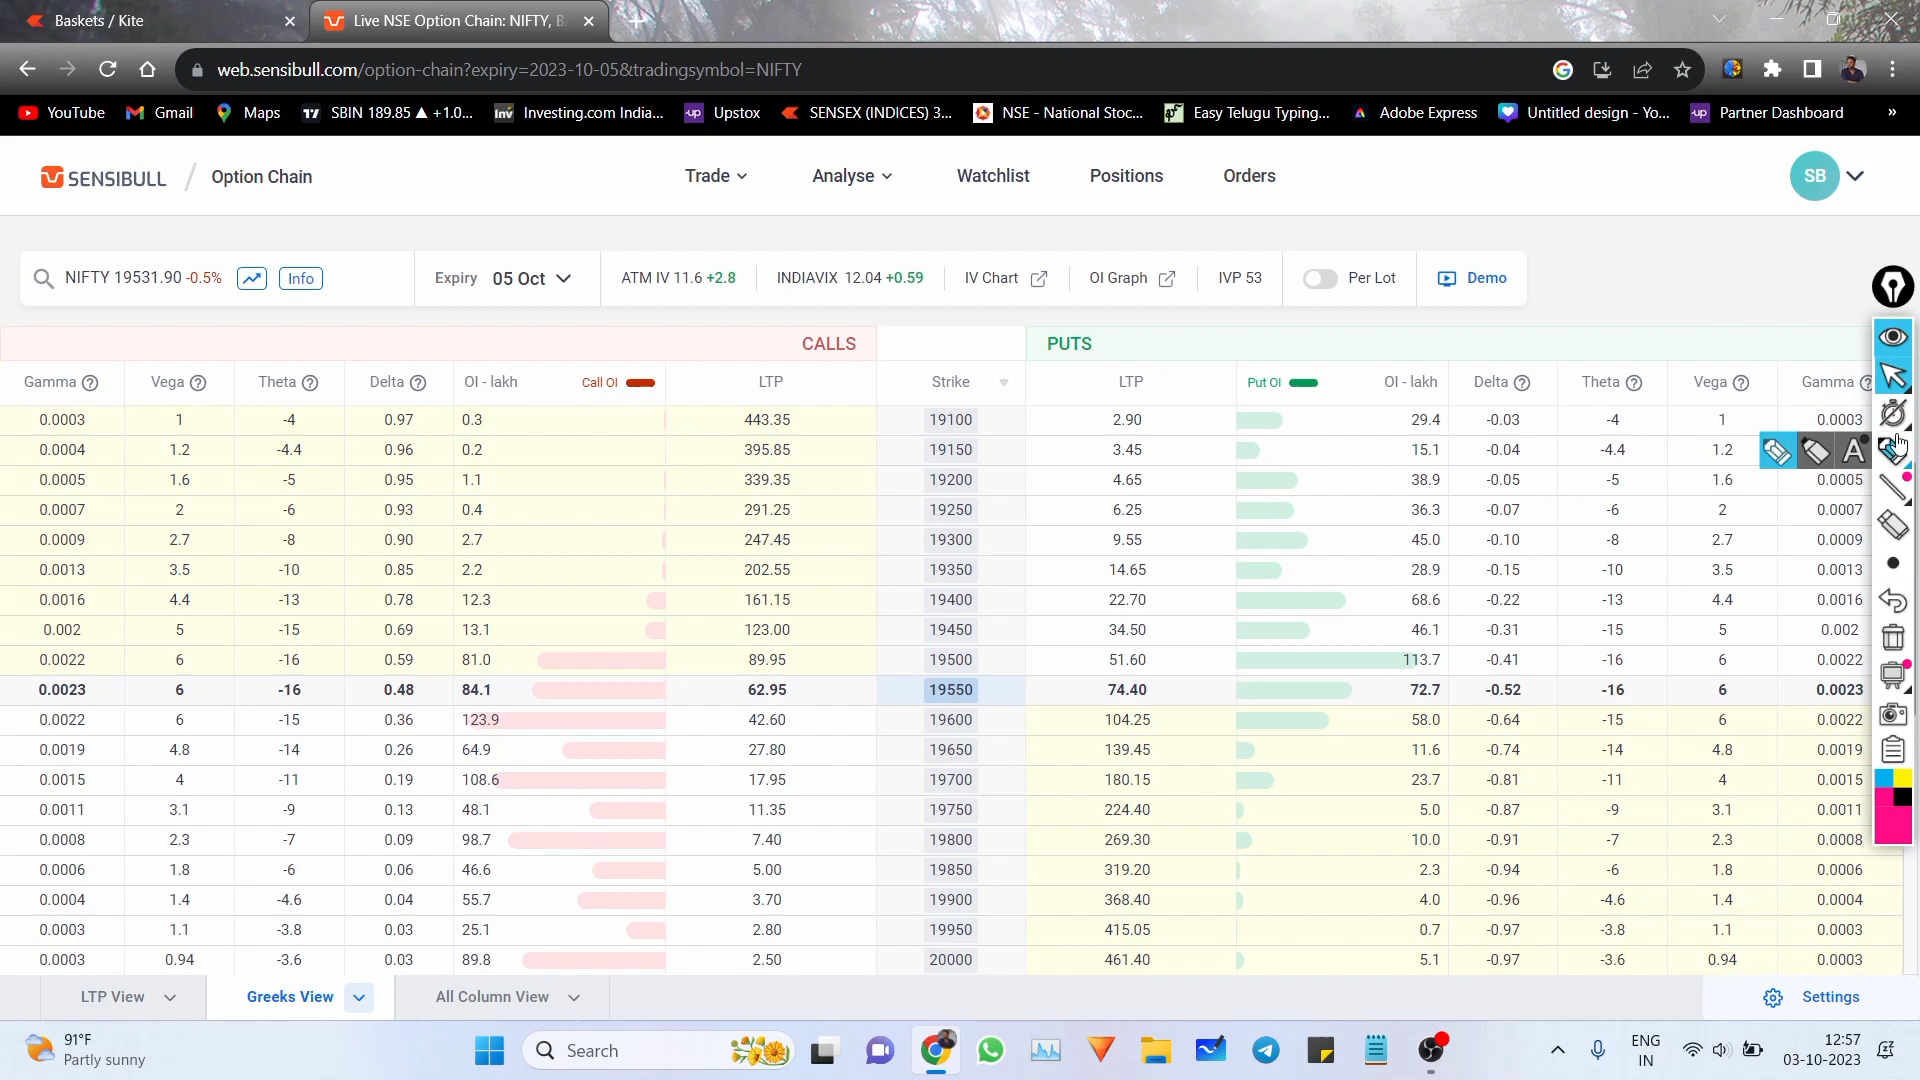 Baskets / Kite
Live NSE Option Chain: NIFTY, B
web.sensibull.com/option-chain?expiry=2023-10-05&tradingsymbol=NIFTY
YouTube Gmail Maps SBIN 189.85 ▲ +1.0... Investing.com India... Upstox SENSEX (INDICES) 3... NSE - National Stoc... Easy Telugu Typing... Adobe Express Untitled design - Yo... Partner Dashboard »
SENSIBULL / Option Chain Trade Analyse Watchlist Positions Orders SB
NIFTY 19531.90 -0.5% Info Expiry 05 Oct ATM IV 11.6 +2.8 INDIAVIX 12.04 +0.59 IV Chart OI Graph IVP 53 Per Lot Demo
CALLS PUTS
Gamma Vega Theta Delta OI - lakh Call OI LTP Strike LTP Put OI OI - lakh Delta Theta Vega Gamma
0.0003 1 -4 0.97 0.3 443.35 19100 2.90 29.4 -0.03 -4 1 0.0003
0.0004 1.2 -4.4 0.96 0.2 395.85 19150 3.45 15.1 -0.04 -4.4 1.2 A
0.0005 1.6 -5 0.95 1.1 339.35 19200 4.65 38.9 -0.05 -5 1.6 0.0005
0.0007 2 -6 0.93 0.4 291.25 19250 6.25 36.3 -0.07 -6 2 0.0007
0.0009 2.7 -8 0.90 2.7 247.45 19300 9.55 45.0 -0.10 -8 2.7 0.0009
0.0013 3.5 -10 0.85 2.2 202.55 19350 14.65 28.9 -0.15 -10 3.5 0.0013
0.0016 4.4 -13 0.78 12.3 161.15 19400 22.70 68.6 -0.22 -13 4.4 0.0016
0.002 5 -15 0.69 13.1 123.00 19450 34.50 46.1 -0.31 -15 5 0.002
0.0022 6 -16 0.59 81.0 89.95 19500 51.60 113.7 -0.41 -16 6 0.0022
0.0023 6 -16 0.48 84.1 62.95 19550 74.40 72.7 -0.52 -16 6 0.0023
0.0022 6 -15 0.36 123.9 42.60 19600 104.25 58.0 -0.64 -15 6 0.0022
0.0019 4.8 -14 0.26 64.9 27.80 19650 139.45 11.6 -0.74 -14 4.8 0.0019
0.0015 4 -11 0.19 108.6 17.95 19700 180.15 23.7 -0.81 -11 4 0.0015
0.0011 3.1 -9 0.13 48.1 11.35 19750 224.40 5.0 -0.87 -9 3.1 0.0011
0.0008 2.3 -7 0.09 98.7 7.40 19800 269.30 10.0 -0.91 -7 2.3 0.0008
0.0006 1.8 -6 0.06 46.6 5.00 19850 319.20 2.3 -0.94 -6 1.8 0.0006
0.0004 1.4 -4.6 0.04 55.7 3.70 19900 368.40 4.0 -0.96 -4.6 1.4 0.0004
0.0003 1.1 -3.8 0.03 25.1 2.80 19950 415.05 0.7 -0.97 -3.8 1.1 0.0003
0.0003 0.94 -3.6 0.03 89.8 2.50 20000 461.40 5.1 -0.97 -3.6 0.94 0.0003
LTP View Greeks View All Column View Settings
91°F
Partly sunny
Search
ENG
IN
12:57
03-10-2023